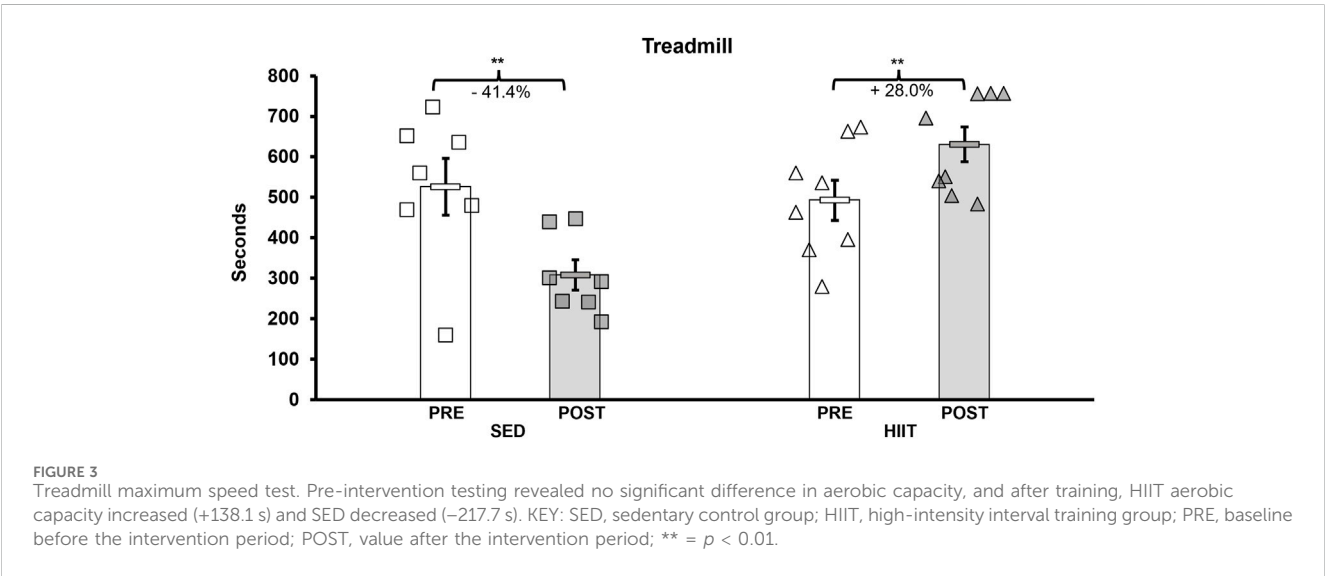 Treadmill
** **
- 41.4% + 28.0%
800
700
600
500
400
300
200
100
0
Seconds
PRE POST PRE POST
SED HIIT
FIGURE 3
Treadmill maximum speed test. Pre-intervention testing revealed no significant difference in aerobic capacity, and after training, HIIT aerobic
capacity increased (+138.1 s) and SED decreased (−217.7 s). KEY: SED, sedentary control group; HIIT, high-intensity interval training group; PRE, baseline
before the intervention period; POST, value after the intervention period; ** = p < 0.01.